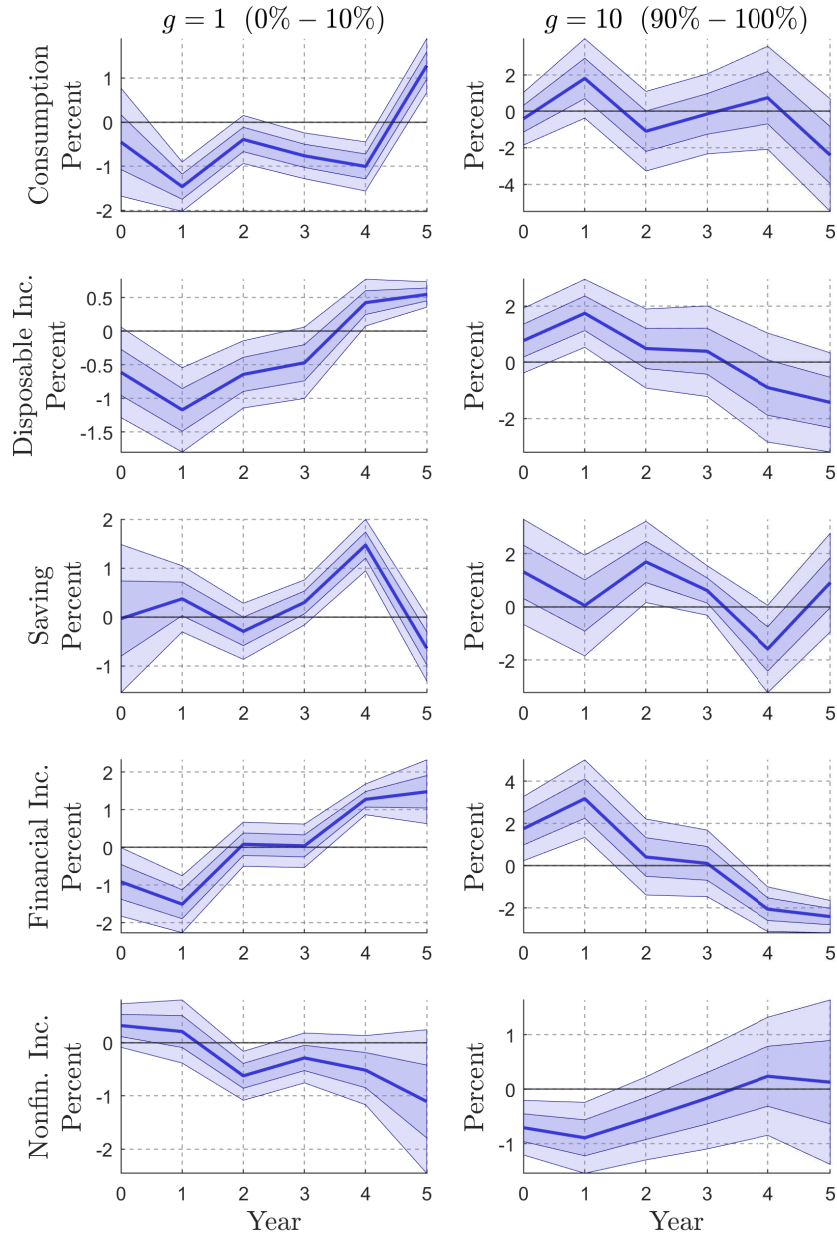 g = 1 (0% − 10%)
g = 10 (90% − 100%)
Consumption
Percent
1
0
-1
-2
0 1 2 3 4 5
Percent
2
0
-2
-4
0 1 2 3 4 5
Disposable Inc.
Percent
0.5
0
-0.5
-1
-1.5
0 1 2 3 4 5
Percent
2
0
-2
0 1 2 3 4 5
Saving
Percent
2
1
0
-1
0 1 2 3 4 5
Percent
2
0
-2
0 1 2 3 4 5
Financial Inc.
Percent
2
1
0
-1
-2
0 1 2 3 4 5
Percent
4
2
0
-2
0 1 2 3 4 5
Nonfin. Inc.
Percent
0
-1
-2
0 1 2 3 4 5
Year
Percent
1
0
-1
0 1 2 3 4 5
Year